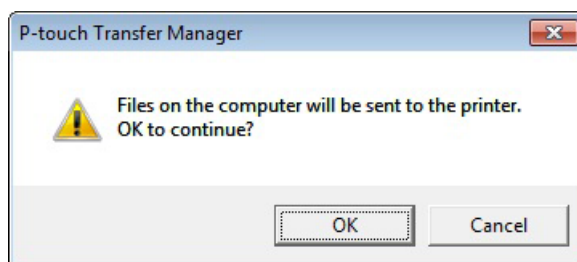 P-touch Transfer Manager
Files on the computer will be sent to the printer.
OK to continue?
OK
Cancel